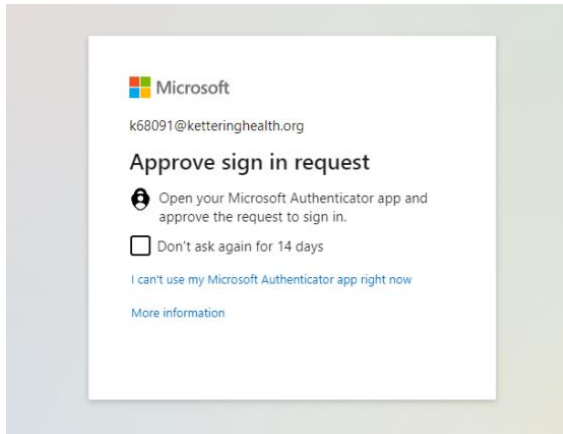 Microsoft
k68091@ketteringhealth.org
Approve sign in request
Open your Microsoft Authenticator app and
approve the request to sign in.
Don't ask again for 14 days
I can't use my Microsoft Authenticator app right now
More information